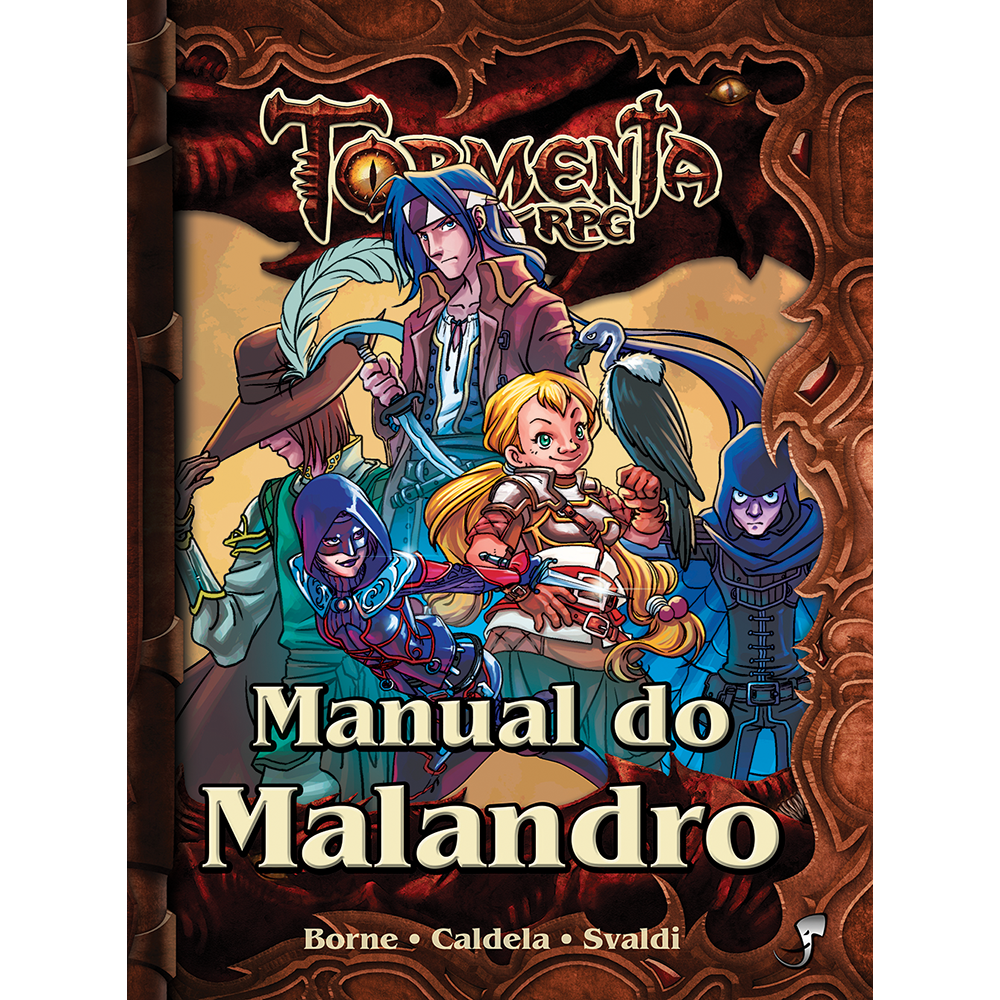 TORMENTA
RPG
Manual do
Malandro
Borne • Caldela • Svaldi